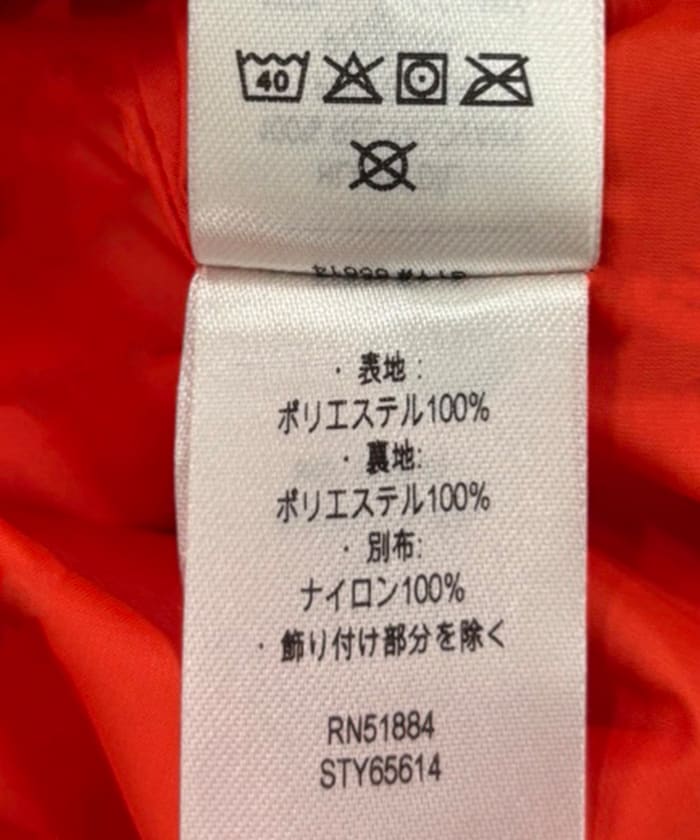 40
· 表地 :
ポリエステル100%
· 裏地:
ポリエステル100%
· 別布:
ナイロン100%
· 飾り付け部分を除く
RN51884
STY65614